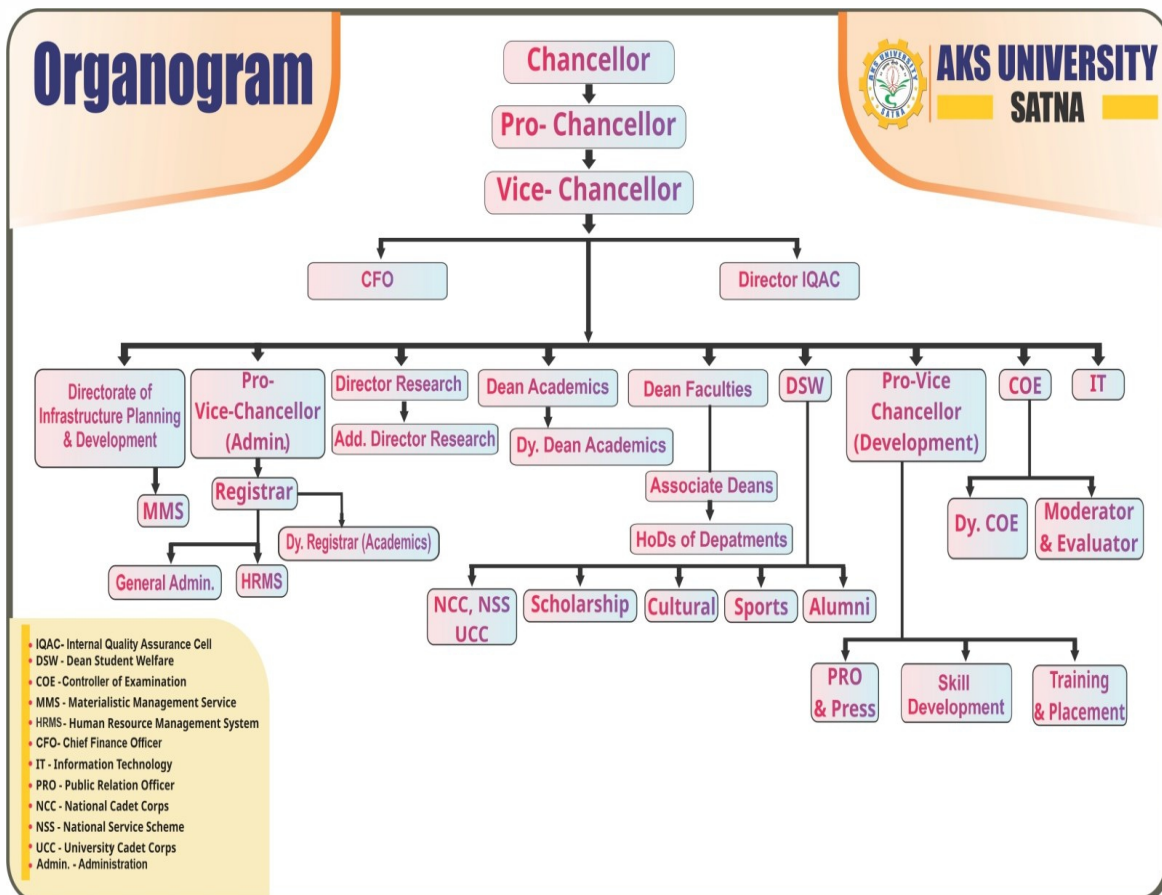 Organogram
AKS UNIVERSITY
SATNA
AKS UNIVERSITY
SATNA
Chancellor
Pro- Chancellor
Vice- Chancellor
CFO
Director IQAC
Directorate of
Infrastructure Planning
& Development
Pro-
Vice-Chancellor
(Admin.)
Director Research
Dean Academics
Dean Faculties
DSW
Pro-Vice
Chancellor
(Development)
COE
IT
Add. Director Research
Dy. Dean Academics
MMS
Registrar
Dy. Registrar (Academics)
Associate Deans
HoDs of Depatments
Dy. COE
Moderator
& Evaluator
General Admin.
HRMS
NCC, NSS
UCC
Scholarship
Cultural
Sports
Alumni
PRO
& Press
Skill
Development
Training
& Placement
IQAC- Internal Quality Assurance Cell
DSW - Dean Student Welfare
COE - Controller of Examination
MMS - Materialistic Management Service
HRMS- Human Resource Management System
CFO- Chief Finance Officer
IT - Information Technology
PRO - Public Relation Officer
NCC - National Cadet Corps
NSS - National Service Scheme
UCC - University Cadet Corps
Admin. - Administration